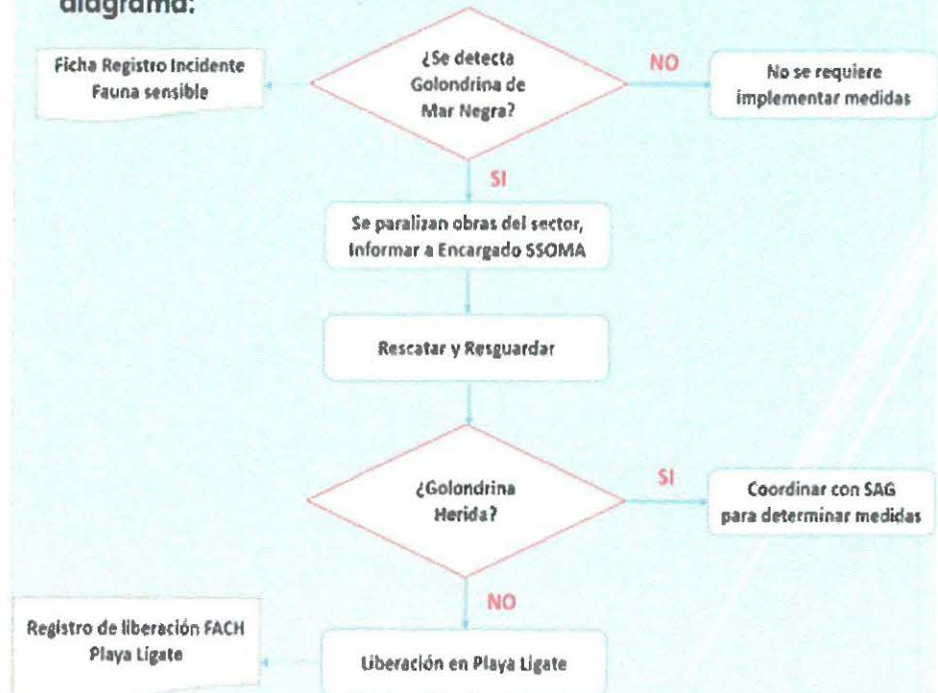 diagrama:
Ficha Registro Incidente
Fauna sensible
¿Se detecta
Golondrina de
Mar Negra?
NO
No se requiere
implementar medidas
SI
Se paralizan obras del sector,
Informar a Encargado SSOMA
Rescatar y Resguardar
¿Golondrina
Herida?
SI
Coordinar con SAG
para determinar medidas
NO
Registro de liberación FACH
Playa Ligate
Liberación en Playa Ligate